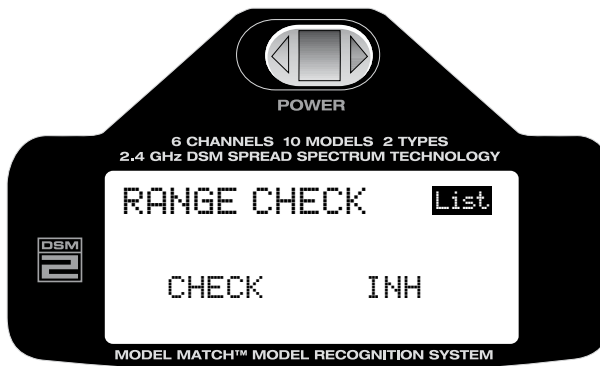 POWER
6 CHANNELS 10 MODELS 2 TYPES
2.4 GHz DSM SPREAD SPECTRUM TECHNOLOGY
RANGE CHECK List
DSM
2
CHECK INH
MODEL MATCH™ MODEL RECOGNITION SYSTEM